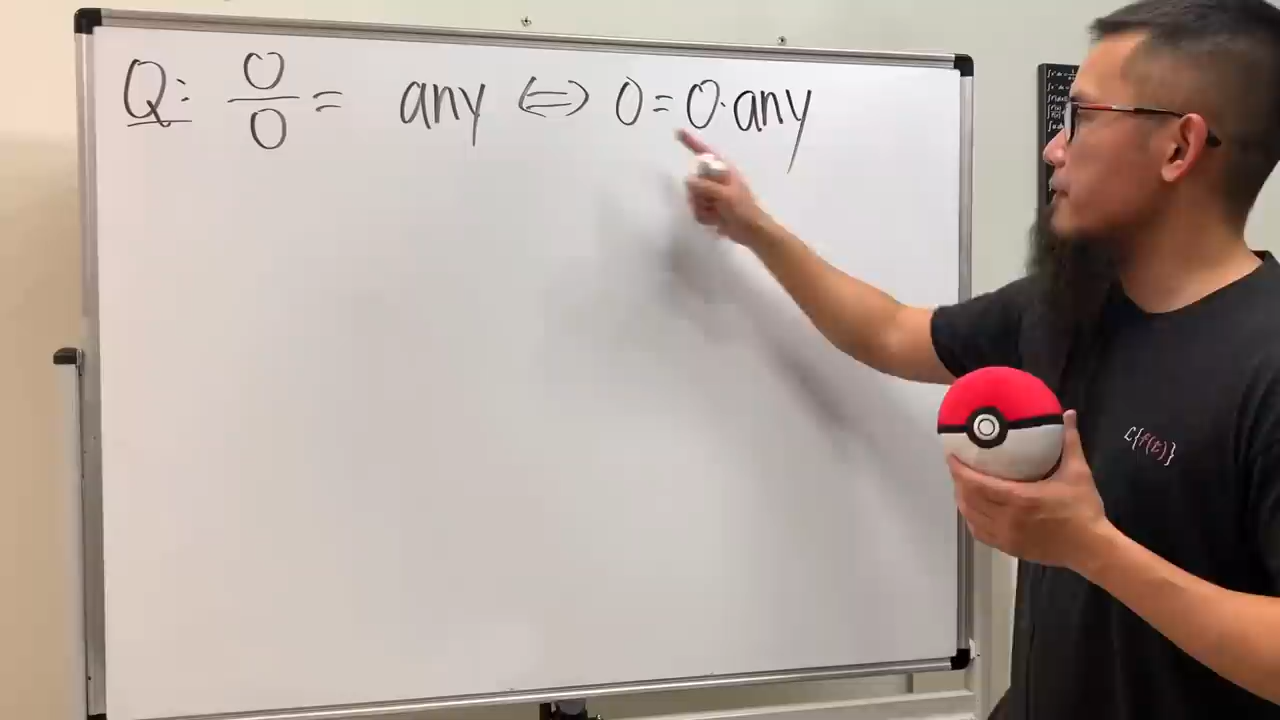 Q: 0/0 = any ⇔ 0 = 0·any
L{f(t)}